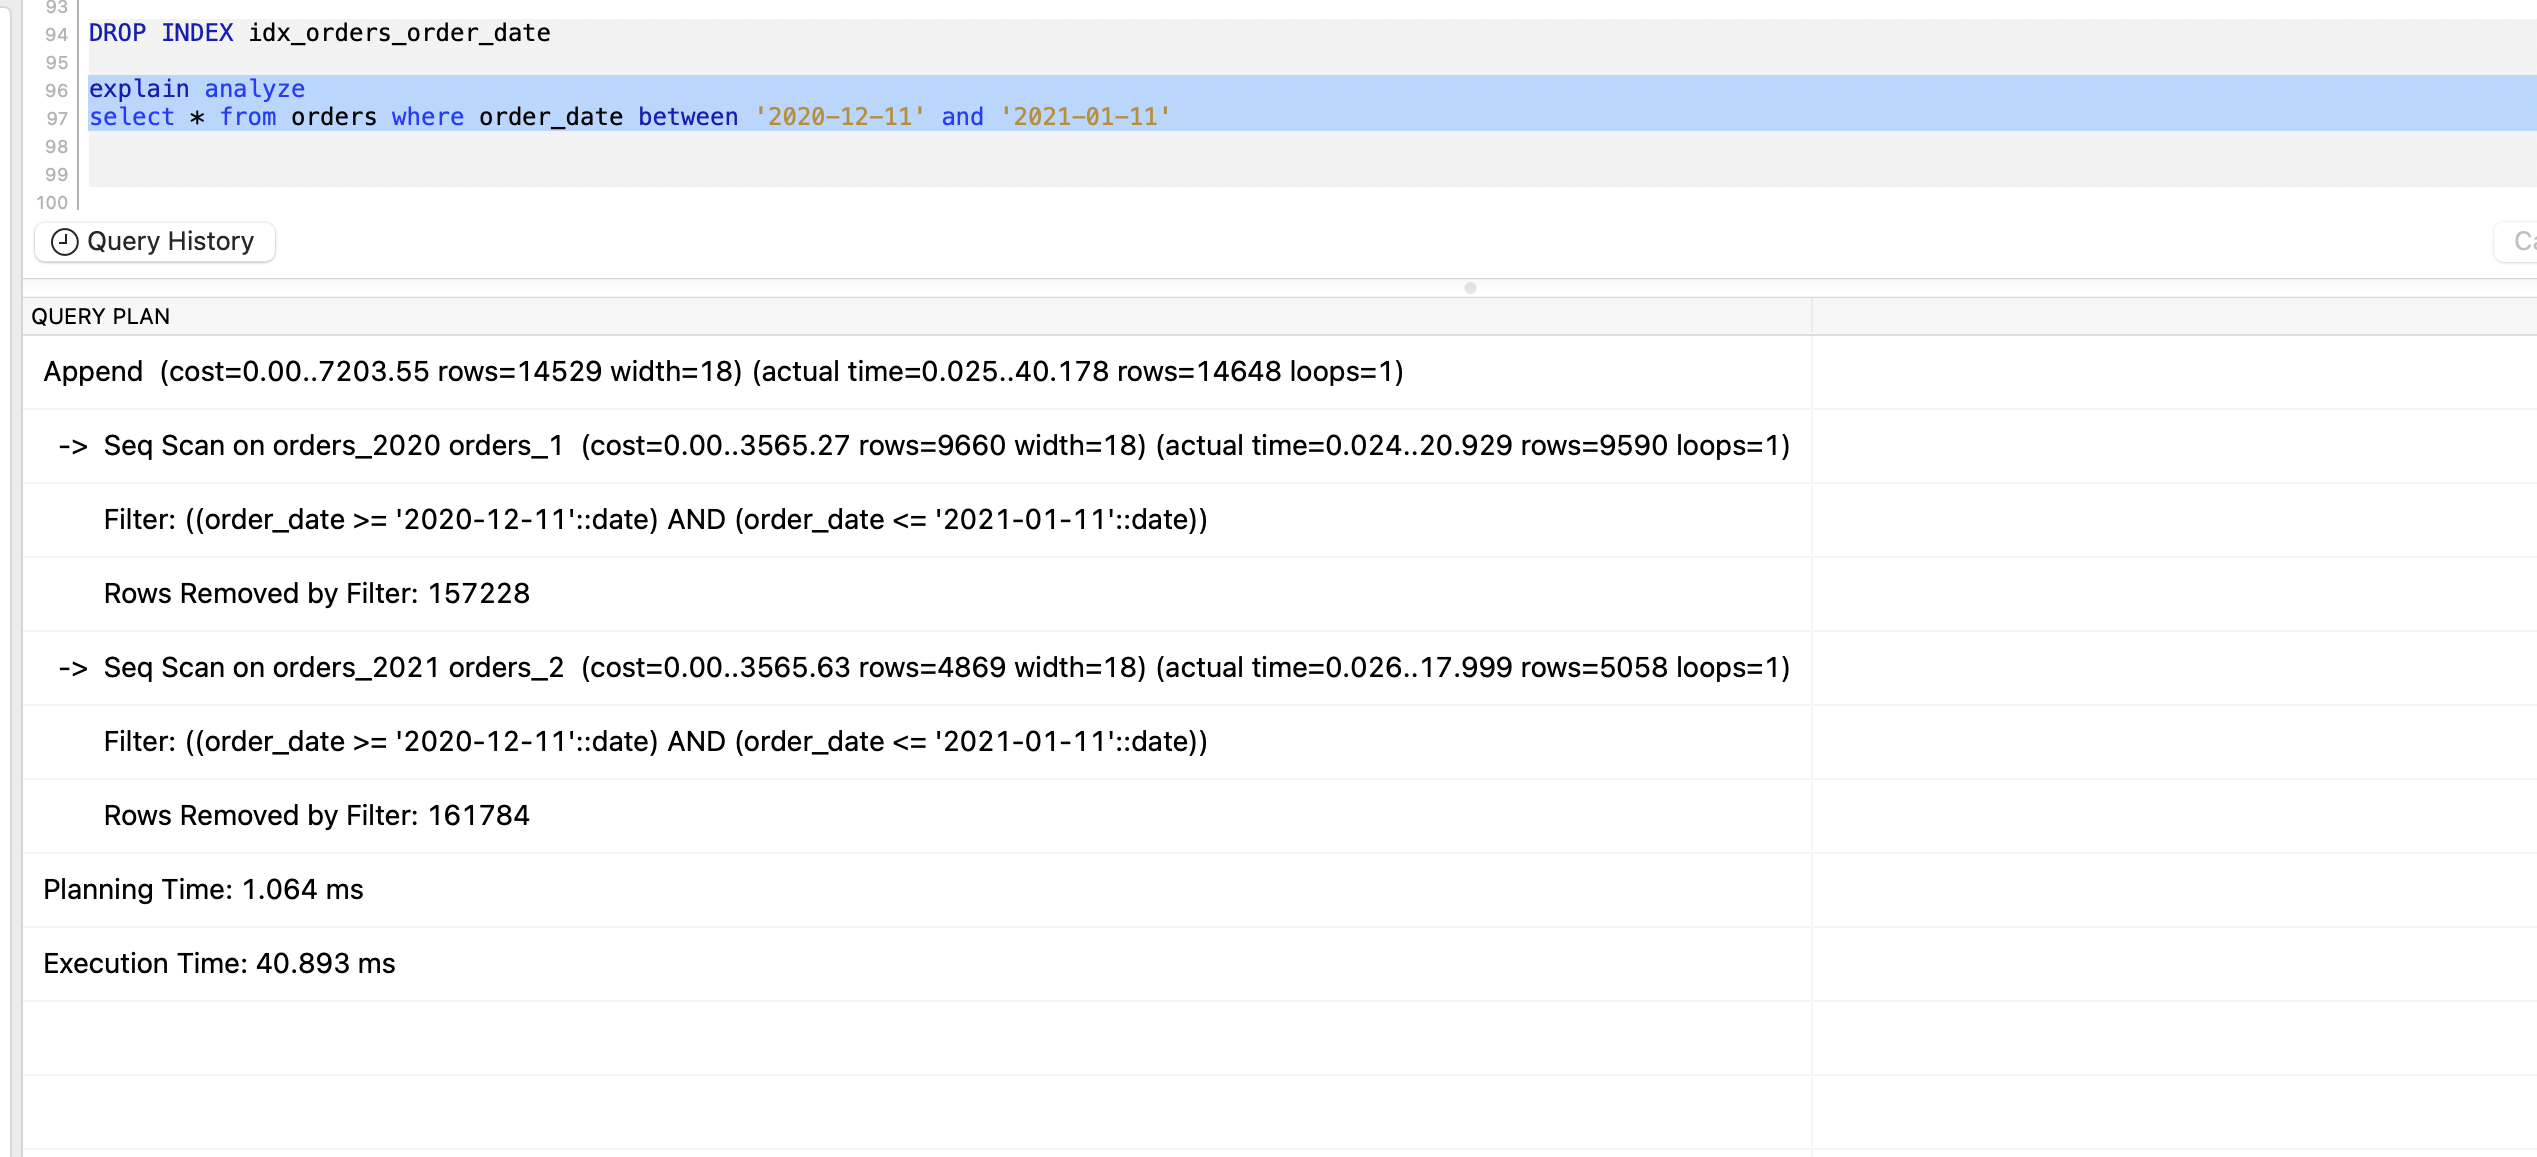 93
94 DROP INDEX idx_orders_order_date
95
96 explain analyze
97 select * from orders where order_date between '2020-12-11' and '2021-01-11'
98
99
100
Query History
QUERY PLAN
Append  (cost=0.00..7203.55 rows=14529 width=18) (actual time=0.025..40.178 rows=14648 loops=1)
->  Seq Scan on orders_2020 orders_1  (cost=0.00..3565.27 rows=9660 width=18) (actual time=0.024..20.929 rows=9590 loops=1)
Filter: ((order_date >= '2020-12-11'::date) AND (order_date <= '2021-01-11'::date))
Rows Removed by Filter: 157228
->  Seq Scan on orders_2021 orders_2  (cost=0.00..3565.63 rows=4869 width=18) (actual time=0.026..17.999 rows=5058 loops=1)
Filter: ((order_date >= '2020-12-11'::date) AND (order_date <= '2021-01-11'::date))
Rows Removed by Filter: 161784
Planning Time: 1.064 ms
Execution Time: 40.893 ms